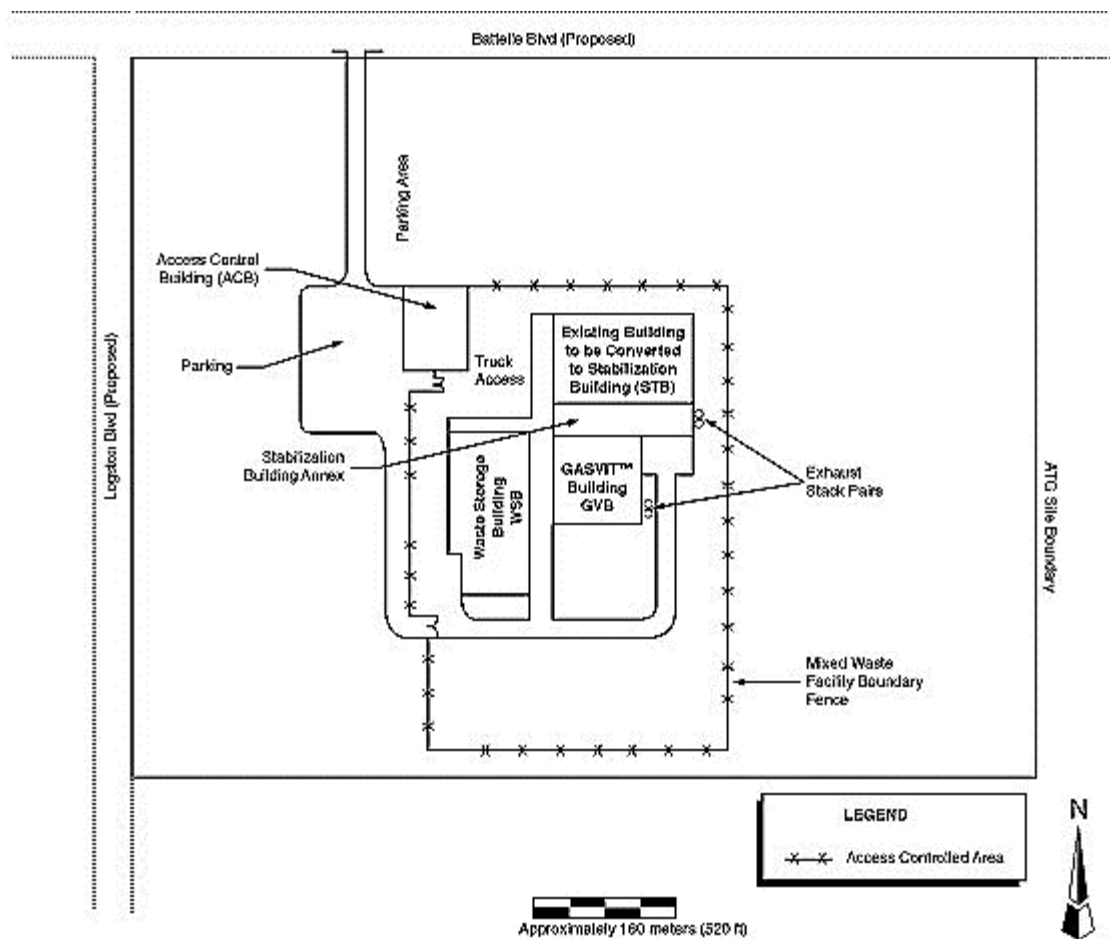 Battelle Blvd (Proposed)
Parking Area
Access Control
Building (ACB)
Parking
Logston Blvd (Proposed)
Truck
Access
Existing Building
to be Converted
to Stabilization
Building (STB)
Stabilization
Building Annex
Waste Storage
Building
WSB
GASVIT™
Building
GVB
Exhaust
Stack Pairs
ATG Site Boundary
Mixed Waste
Facility Boundary
Fence
LEGEND
Access Controlled Area
N
Approximately 160 meters (520 ft)